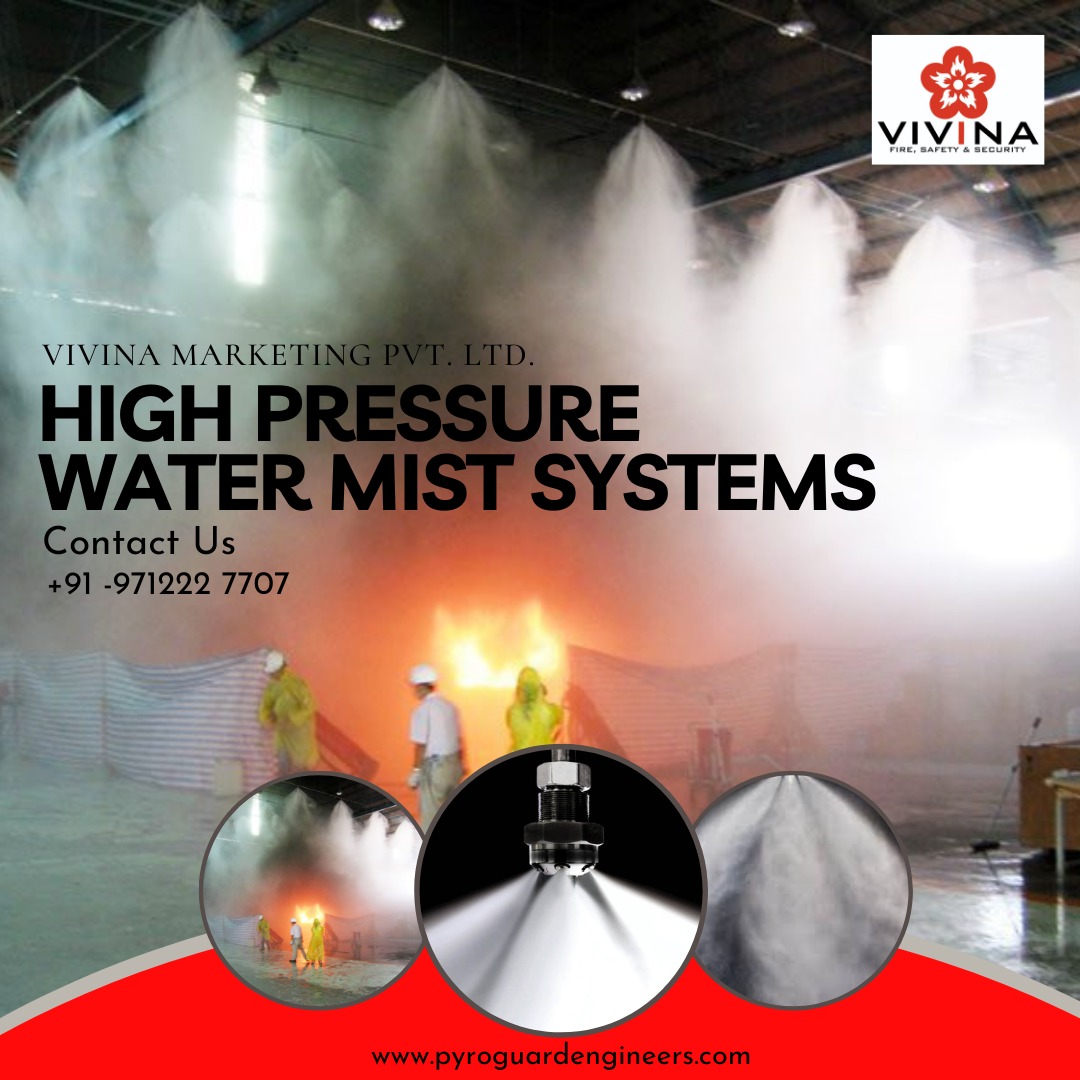 VIVINA
FIRE, SAFETY & SECURITY
VIVINA MARKETING PVT. LTD.
HIGH PRESSURE
WATER MIST SYSTEMS
Contact Us
+91 -971222 7707
www.pyroguardengineers.com